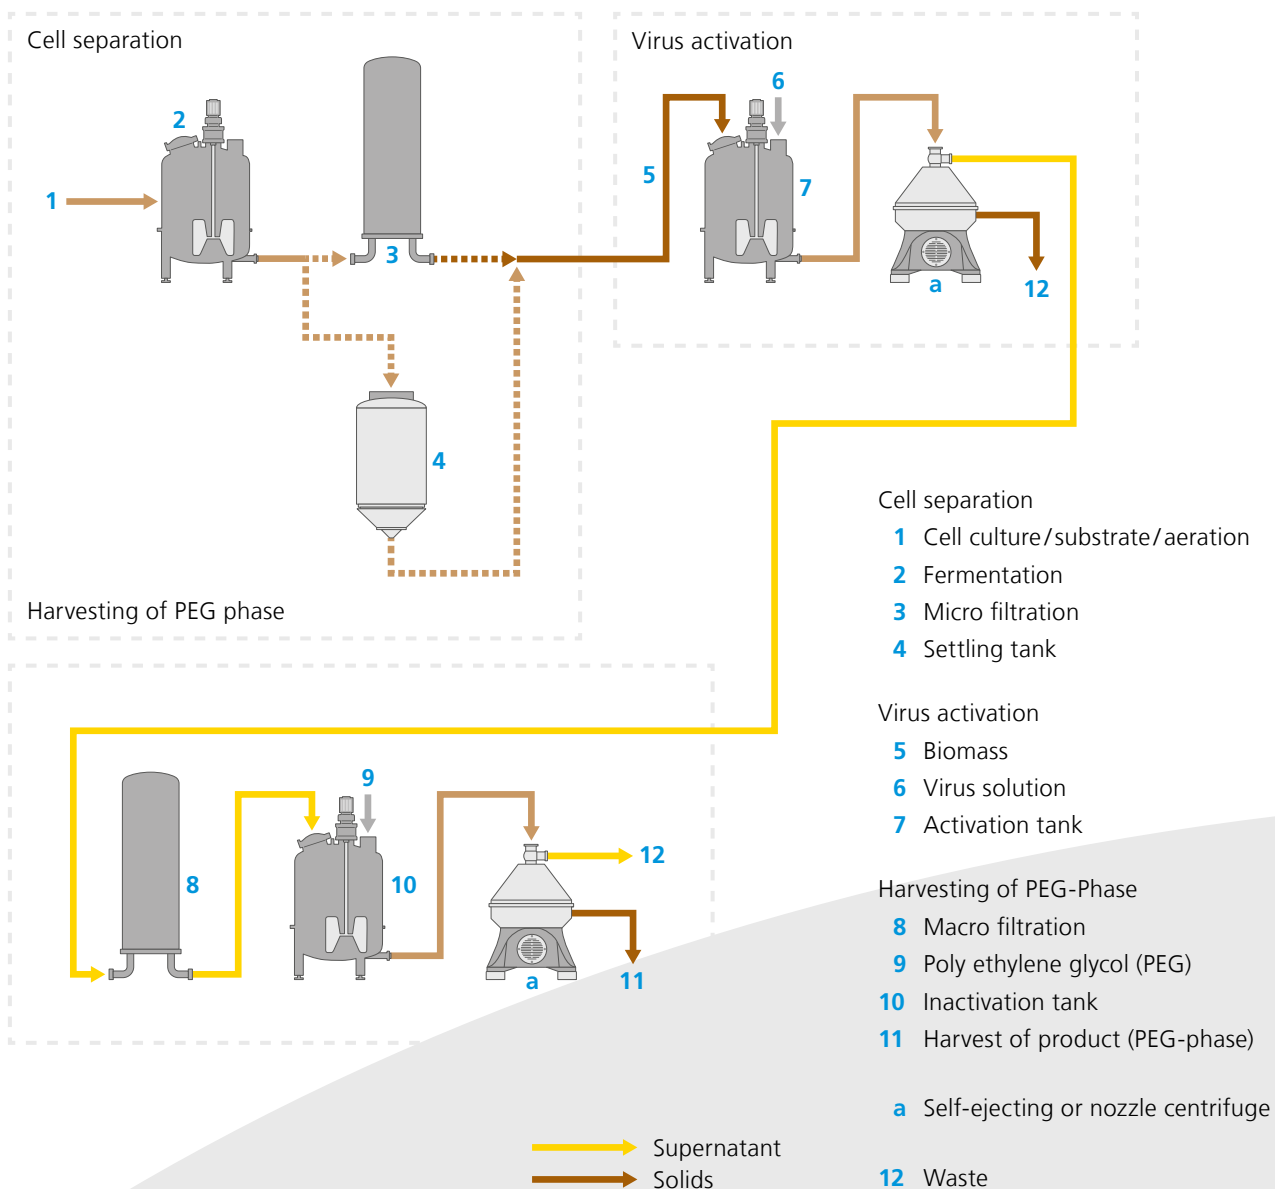 Cell separation
2
1
3
4
Harvesting of PEG phase
Virus activation
6
5
7
a
12
9
8
10
12
a
11
Cell separation
1 Cell culture/substrate/aeration
2 Fermentation
3 Micro filtration
4 Settling tank
Virus activation
5 Biomass
6 Virus solution
7 Activation tank
Harvesting of PEG-Phase
8 Macro filtration
9 Poly ethylene glycol (PEG)
10 Inactivation tank
11 Harvest of product (PEG-phase)
a Self-ejecting or nozzle centrifuge
12 Waste
Supernatant
Solids